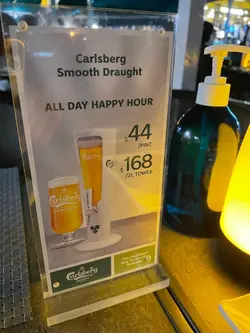 Carlsberg
Smooth Draught
ALL DAY HAPPY HOUR
$44
/PINT
$168
/2L TOWER
Carlsberg
Carlsberg